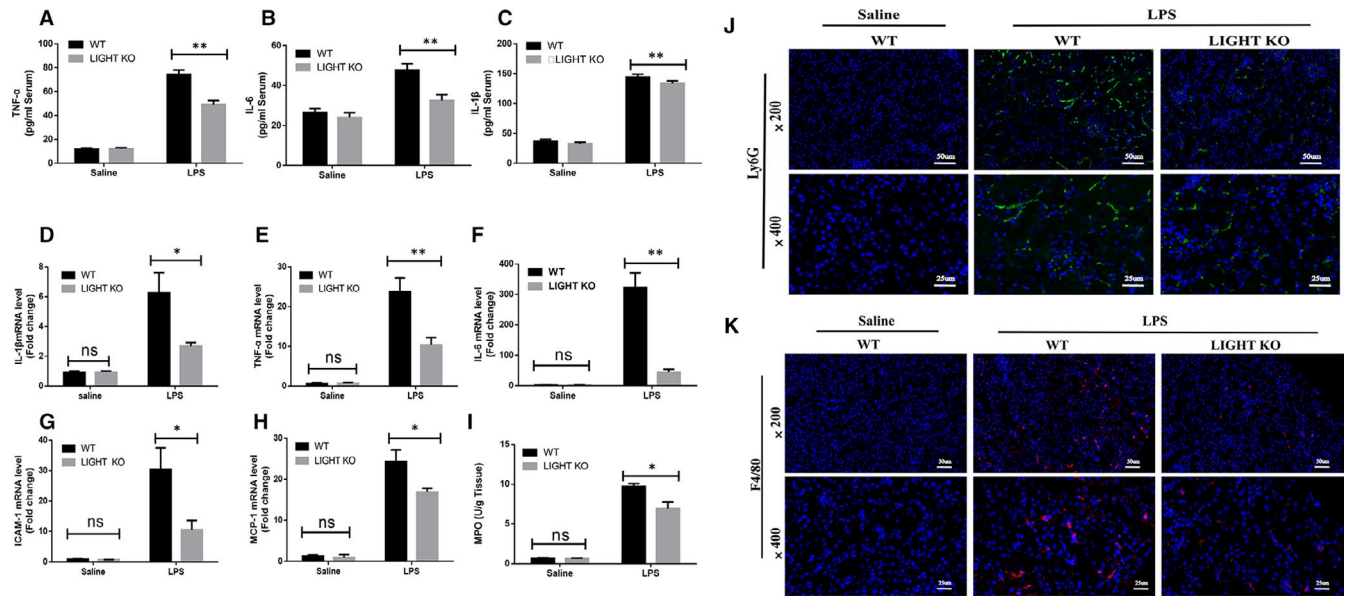 A
TNF-α
(pg/ml Serum)
100
80
60
40
20
0
WT
LIGHT KO
**
Saline
LPS
B
IL-6
(pg/ml Serum)
60
40
20
0
WT
LIGHT KO
**
Saline
LPS
C
IL-1β
(pg/ml Serum)
200
150
100
50
0
WT
□LIGHT KO
**
Saline
LPS
D
IL-1βmRNA level
(Fold change)
8
6
4
2
0
WT
LIGHT KO
ns
*
saline
LPS
E
TNF-α mRNA level
(Fold change)
30
20
10
0
WT
LIGHT KO
ns
**
Saline
LPS
F
IL-6 mRNA level
(Fold change)
400
300
200
100
0
WT
LIGHT KO
ns
**
Saline
LPS
G
ICAM-1 mRNA level
(Fold change)
40
30
20
10
0
WT
LIGHT KO
ns
*
Saline
LPS
H
MCP-1 mRNA level
(Fold change)
30
20
10
0
WT
LIGHT KO
ns
*
Saline
LPS
I
MPO (U/g Tissue)
15
10
5
0
WT
LIGHT KO
ns
*
Saline
LPS
J
Saline
LPS
WT
WT
LIGHT KO
Ly6G
× 200
× 400
50um
50um
50um
25um
25um
25um
K
Saline
LPS
WT
WT
LIGHT KO
F4/80
× 200
× 400
50um
50um
50um
25um
25um
25um